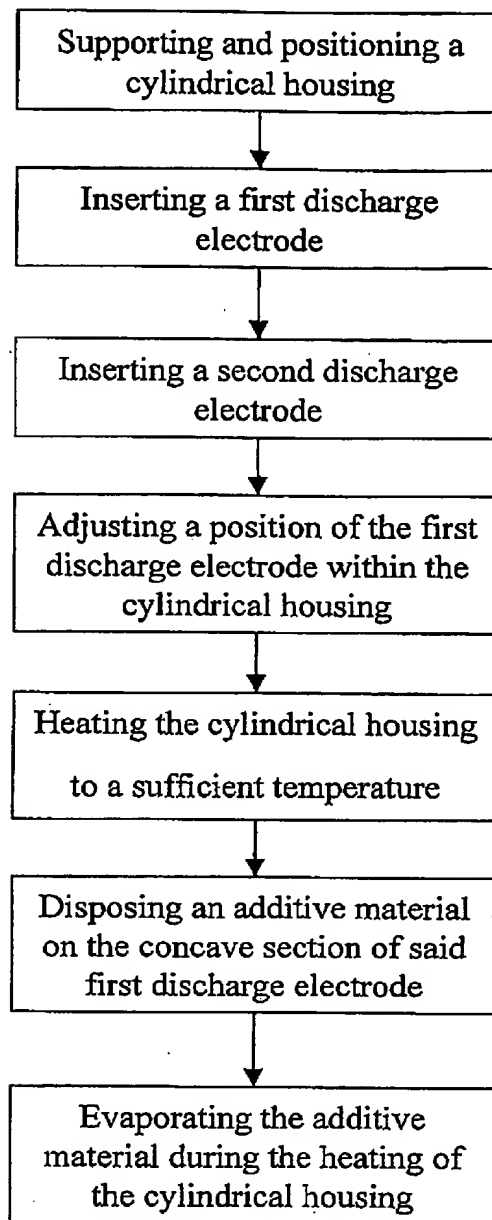 Supporting and positioning a
cylindrical housing
Inserting a first discharge
electrode
Inserting a second discharge
electrode
Adjusting a position of the first
discharge electrode within the
cylindrical housing
Heating the cylindrical housing
to a sufficient temperature
Disposing an additive material
on the concave section of said
first discharge electrode
Evaporating the additive
material during the heating of
the cylindrical housing